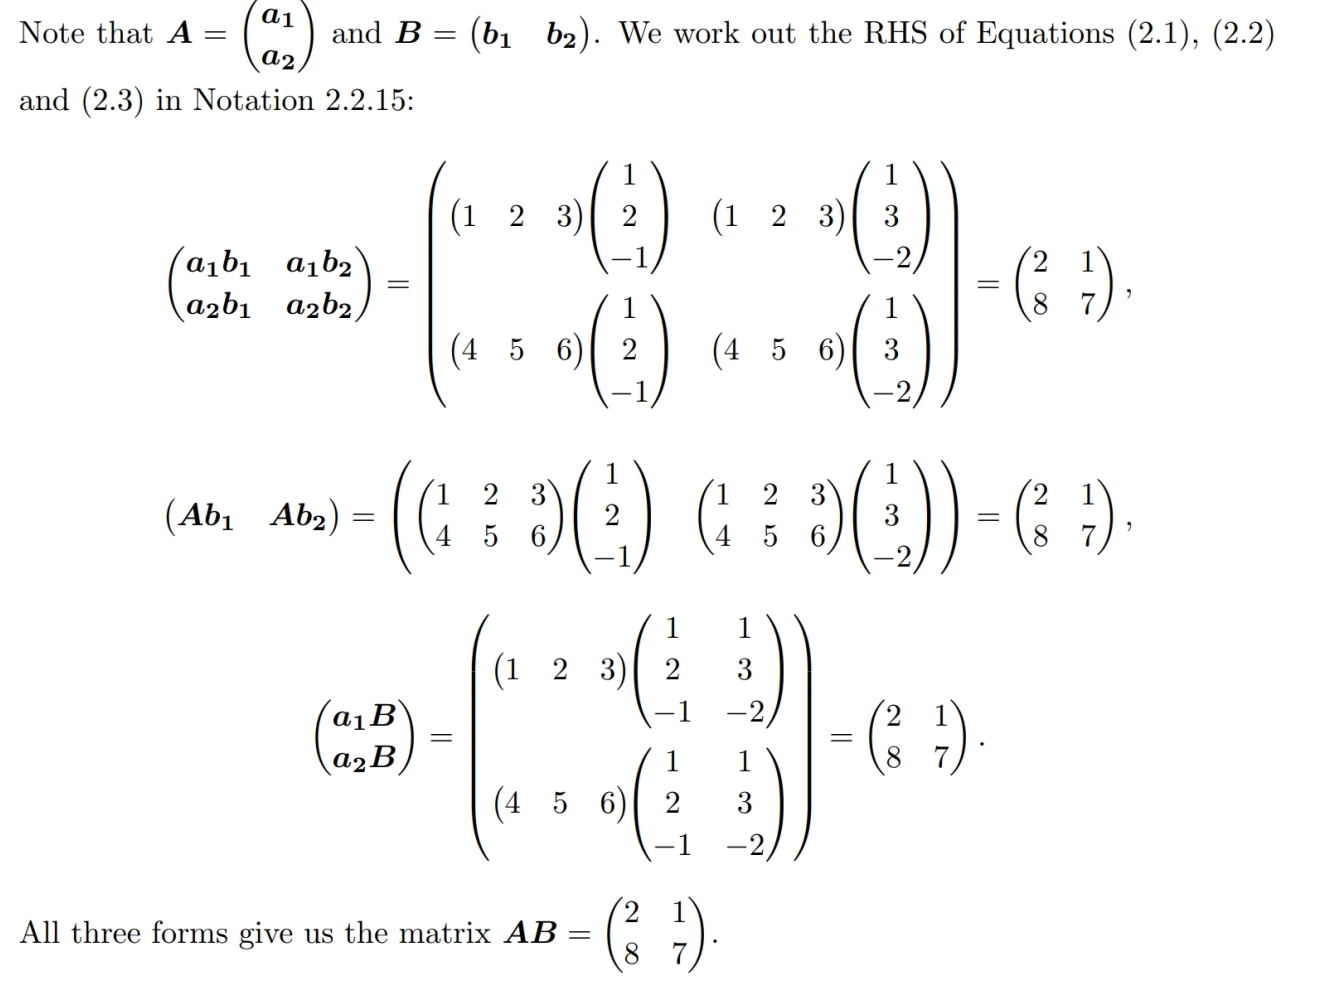 Note that A = (a₁ ; a₂) and B = (b₁ b₂). We work out the RHS of Equations (2.1), (2.2)
and (2.3) in Notation 2.2.15:
(a₁b₁ a₁b₂ ; a₂b₁ a₂b₂) = ((1 2 3)(1 ; 2 ; −1) (1 2 3)(1 ; 3 ; −2) ; (4 5 6)(1 ; 2 ; −1) (4 5 6)(1 ; 3 ; −2)) = (2 1 ; 8 7),
(Ab₁ Ab₂) = ((1 2 3 ; 4 5 6)(1 ; 2 ; −1) (1 2 3 ; 4 5 6)(1 ; 3 ; −2)) = (2 1 ; 8 7),
(a₁B ; a₂B) = ((1 2 3)(1 1 ; 2 3 ; −1 −2) ; (4 5 6)(1 1 ; 2 3 ; −1 −2)) = (2 1 ; 8 7).
All three forms give us the matrix AB = (2 1 ; 8 7).